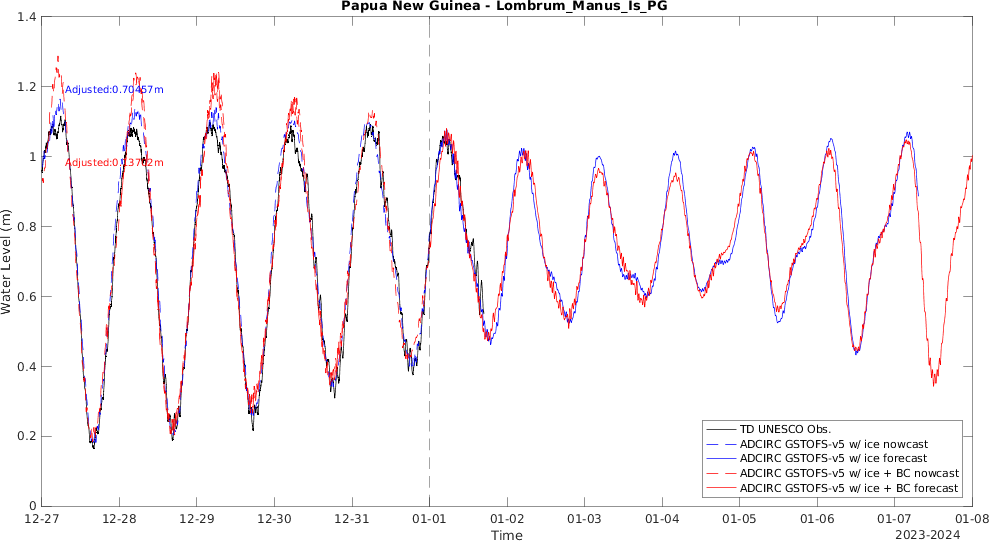 Papua New Guinea - Lombrum_Manus_Is_PG
1.4
1.2
1
0.8
0.6
0.4
0.2
0
Water Level (m)
Adjusted:0.70457m
TD UNESCO Obs.
ADCIRC GSTOFS-v5 w/ ice nowcast
ADCIRC GSTOFS-v5 w/ ice forecast
ADCIRC GSTOFS-v5 w/ ice + BC nowcast
ADCIRC GSTOFS-v5 w/ ice + BC forecast
12-27 12-28 12-29 12-30 12-31 01-01 01-02 01-03 01-04 01-05 01-06 01-07 01-08
Time
2023-2024